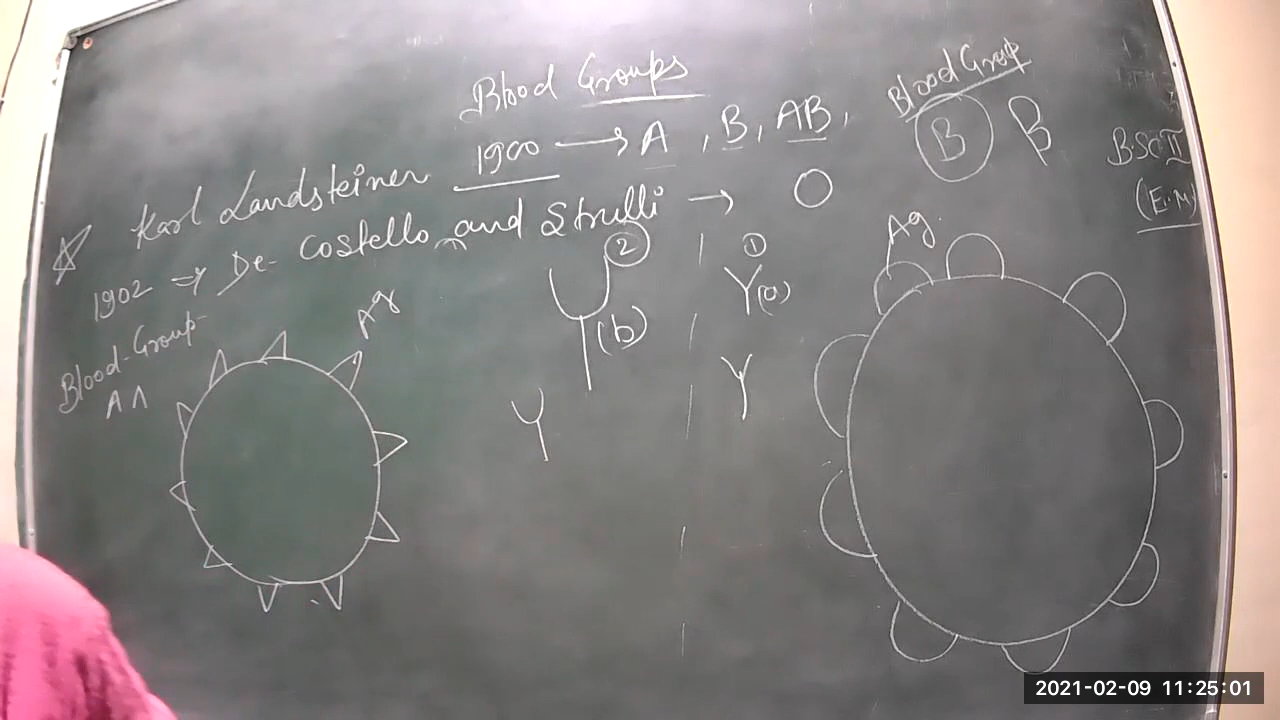 Blood Groups
Karl Landsteiner 1900 → A, B, AB,
1902 ⇒ De-Costello and Strulli → O
Blood Group
B B
B.Sc II
(E.M)
Blood-Group-
A A
Ag
2
(b)
1
(a)
Ag.
2021-02-09 11:25:01